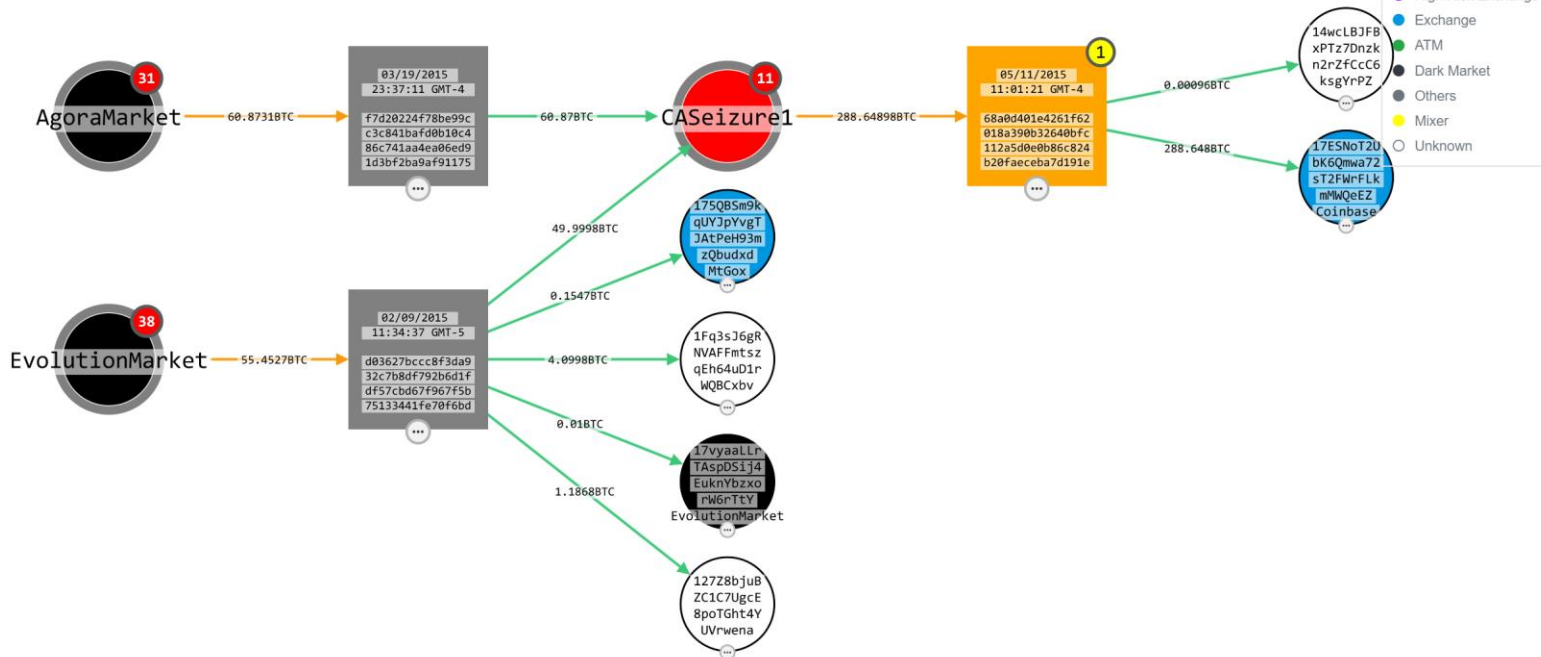 31
AgoraMarket
60.8731BTC
03/19/2015
23:37:11 GMT-4
f7d20224f78be99c
c3c841bafd0b10c4
86c741aa4ea06ed9
1d3bf2ba9af91175
60.87BTC
11
CASeizure1
288.64898BTC
1
05/11/2015
11:01:21 GMT-4
68a0d401e4261f62
018a390b32640bfc
112a5d0e0b86c824
b20faeceba7d191e
0.00096BTC
14wcLBJFB
xPTz7Dnzk
n2rZfCcC6
ksgYrPZ
288.648BTC
17ESNoT2U
bK6Qmwa72
sT2FWrFLk
mMWQeEZ
Coinbase
Exchange
ATM
Dark Market
Others
Mixer
Unknown
38
EvolutionMarket
55.4527BTC
02/09/2015
11:34:37 GMT-5
d03627bccc8f3da9
32c7b8df792b6d1f
df57cbd67f967f5b
75133441fe70f6bd
49.9998BTC
0.1547BTC
175QBSm9k
qUYJpYvgT
JAtPeH93m
zQbudxd
MtGox
4.0998BTC
1Fq3sJ6gR
NVAFFmtsz
qEh64uD1r
WQBCxbv
0.01BTC
17vyaaLLr
TAspDSij4
EuknYbzxo
rW6rTtY
EvolutionMarket
1.1868BTC
127Z8bjuB
ZC1C7UgcE
8poTGht4Y
UVrwena